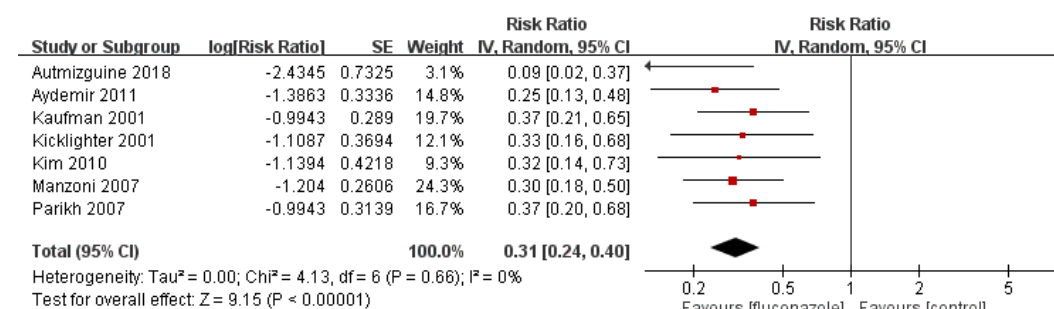 Risk Ratio Risk Ratio
Study or Subgroup log[Risk Ratio] SE Weight IV, Random, 95% CI IV, Random, 95% CI
Autmizguine 2018 -2.4345 0.7325 3.1% 0.09 [0.02, 0.37]
Aydemir 2011 -1.3863 0.3336 14.8% 0.25 [0.13, 0.48]
Kaufman 2001 -0.9943 0.289 19.7% 0.37 [0.21, 0.65]
Kicklighter 2001 -1.1087 0.3694 12.1% 0.33 [0.16, 0.68]
Kim 2010 -1.1394 0.4218 9.3% 0.32 [0.14, 0.73]
Manzoni 2007 -1.204 0.2606 24.3% 0.30 [0.18, 0.50]
Parikh 2007 -0.9943 0.3139 16.7% 0.37 [0.20, 0.68]
Total (95% CI) 100.0% 0.31 [0.24, 0.40]
Heterogeneity: Tau² = 0.00; Chi² = 4.13, df = 6 (P = 0.66); I² = 0%
Test for overall effect: Z = 9.15 (P < 0.00001)
0.2 0.5 1 2 5
Favours [fluconazole] Favours [control]